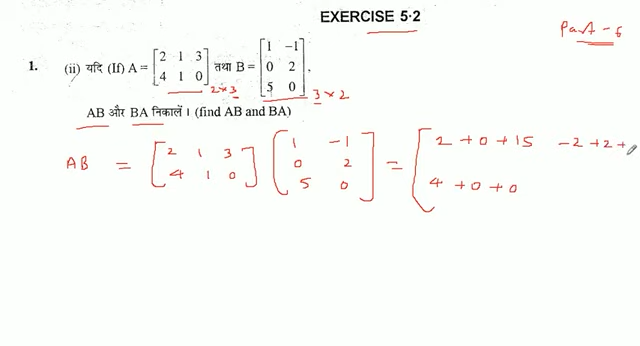 EXERCISE 5·2
Part - 6
1. (ii) यदि (If) A = [2 1 3; 4 1 0] तथा B = [1 -1; 0 2; 5 0],
2×3 3×2
AB और BA निकालें। (find AB and BA)
AB = [2 1 3; 4 1 0] [1 -1; 0 2; 5 0] = [2+0+15 -2+2+; 4+0+0